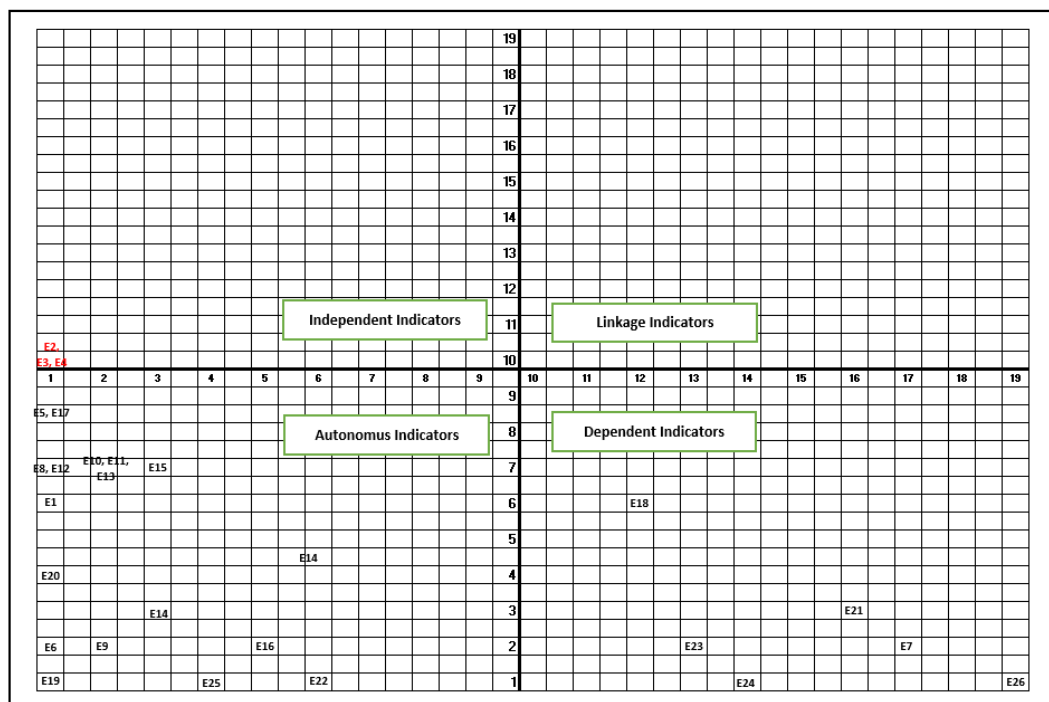 19
18
17
16
15
14
13
12
Independent Indicators
11
Linkage Indicators
E2,
E3, E4
10
1 2 3 4 5 6 7 8 9 10 11 12 13 14 15 16 17 18 19
9
E5, E17
Autonomus Indicators
8
Dependent Indicators
E8, E12
E10, E11,
E13
E15
7
E1
6
E18
5
E14
E20
4
E14
3
E21
E6
E9
E16
2
E23
E7
E19
E25
E22
1
E24
E26